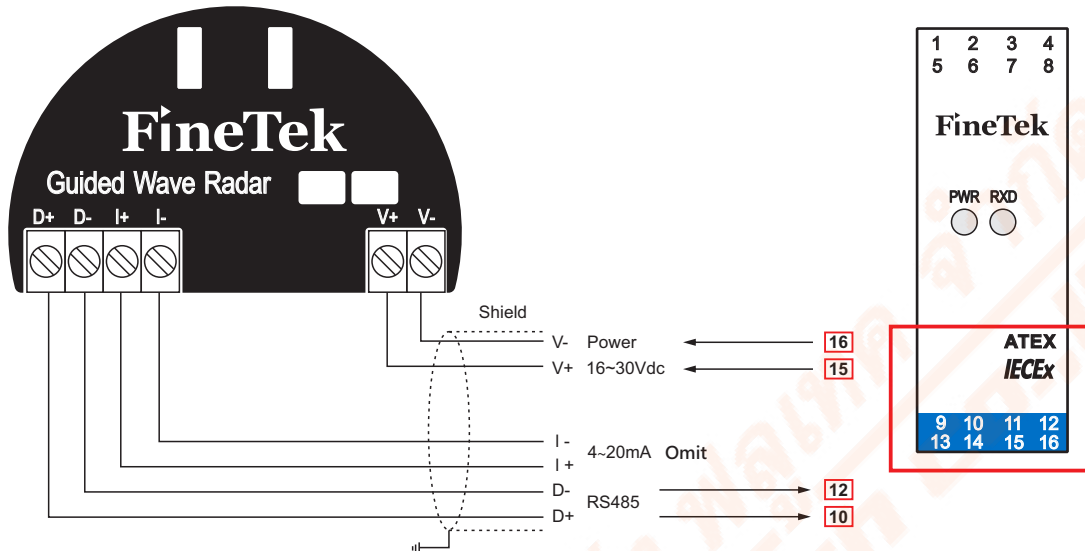 FineTek
Guided Wave Radar
D+ D- I+ I- V+ V-
Shield
V- Power 16
V+ 16~30Vdc 15
I -
4~20mA Omit
I +
D- 12
RS485
D+ 10
1 2 3 4
5 6 7 8
FineTek
PWR RXD
ATEX
IECEx
9 10 11 12
13 14 15 16